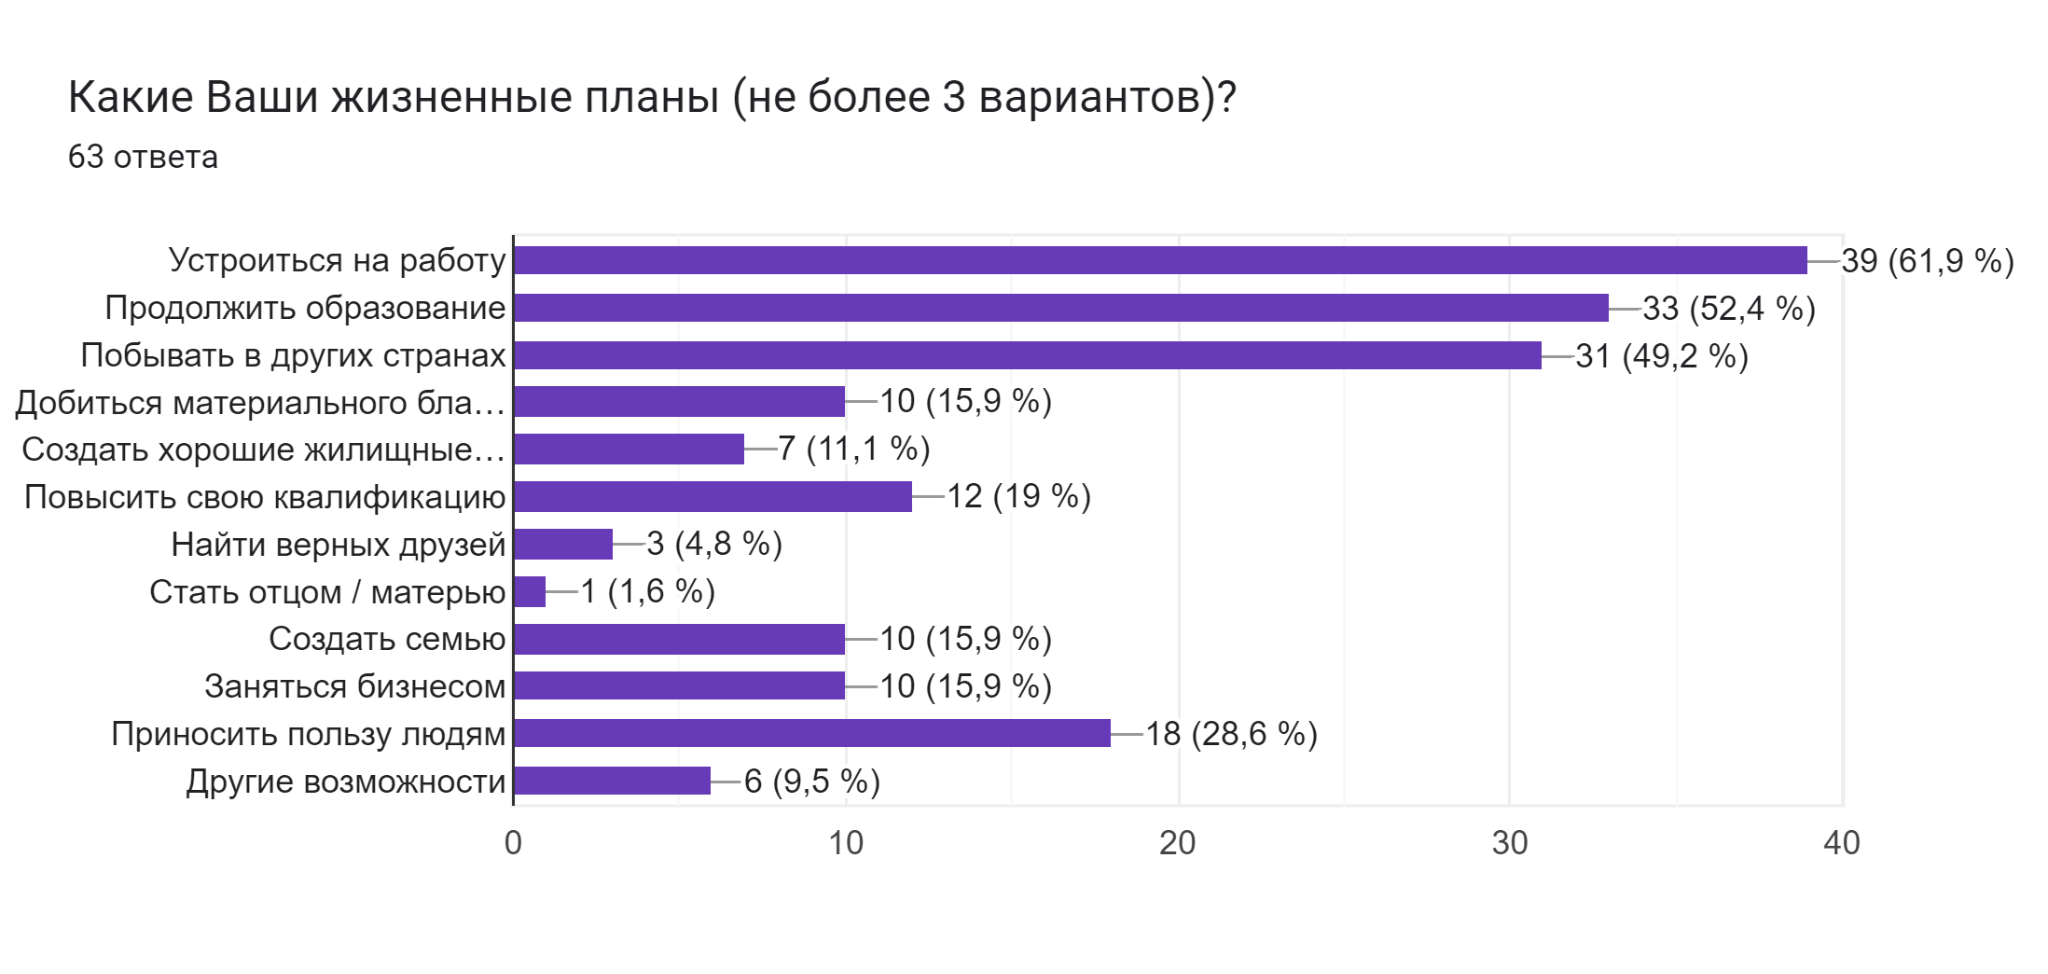 Какие Ваши жизненные планы (не более 3 вариантов)?
63 ответа
Устроиться на работу 39 (61,9 %)
Продолжить образование 33 (52,4 %)
Побывать в других странах 31 (49,2 %)
Добиться материального бла… 10 (15,9 %)
Создать хорошие жилищные… 7 (11,1 %)
Повысить свою квалификацию 12 (19 %)
Найти верных друзей 3 (4,8 %)
Стать отцом / матерью 1 (1,6 %)
Создать семью 10 (15,9 %)
Заняться бизнесом 10 (15,9 %)
Приносить пользу людям 18 (28,6 %)
Другие возможности 6 (9,5 %)
0 10 20 30 40